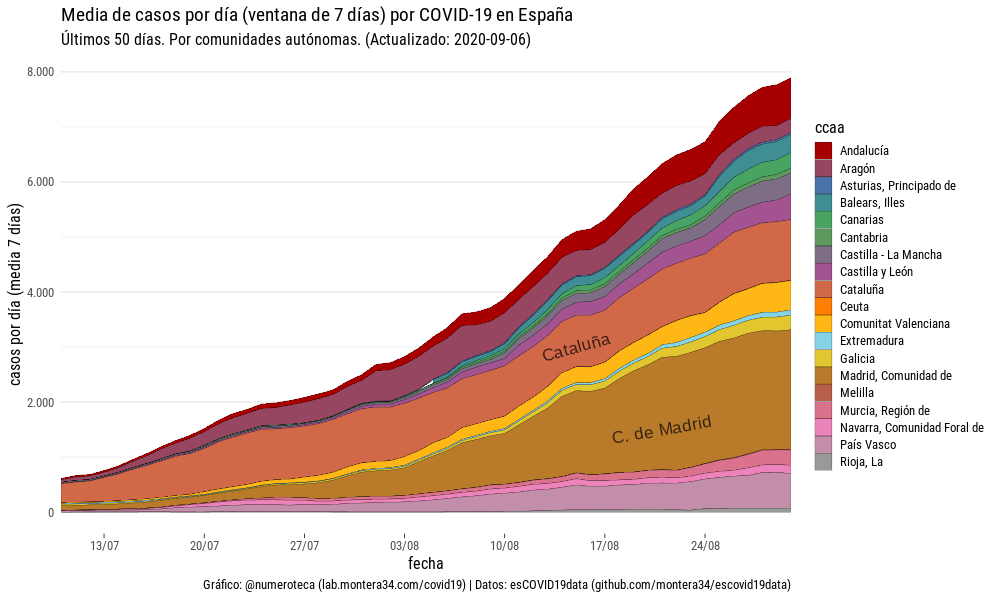 Media de casos por día (ventana de 7 días) por COVID-19 en España
Últimos 50 días. Por comunidades autónomas. (Actualizado: 2020-09-06)
8.000
6.000
4.000
2.000
0
casos por día (media 7 días)
Cataluña
C. de Madrid
13/07
20/07
27/07
03/08
10/08
17/08
24/08
fecha
ccaa
Andalucía
Aragón
Asturias, Principado de
Balears, Illes
Canarias
Cantabria
Castilla - La Mancha
Castilla y León
Cataluña
Ceuta
Comunitat Valenciana
Extremadura
Galicia
Madrid, Comunidad de
Melilla
Murcia, Región de
Navarra, Comunidad Foral de
País Vasco
Rioja, La
Gráfico: @numeroteca (lab.montera34.com/covid19) | Datos: esCOVID19data (github.com/montera34/escovid19data)